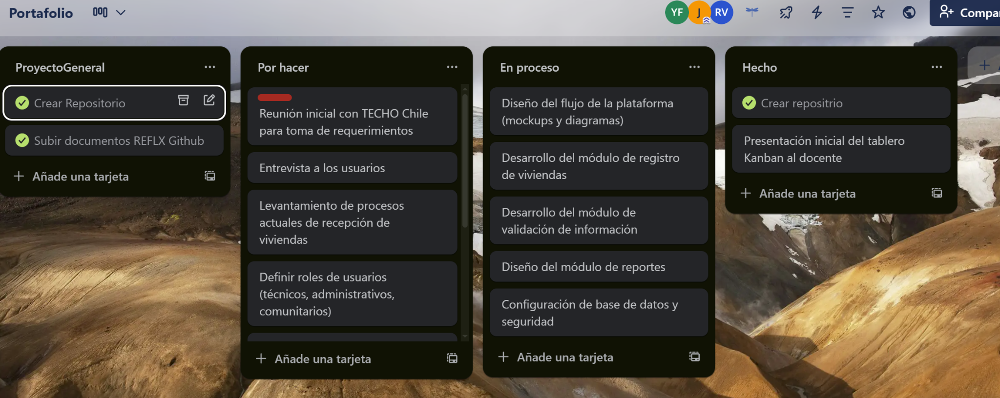 Portafolio
YF
J
RV
Compa
ProyectoGeneral
Crear Repositorio
Subir documentos REFLX Github
Añade una tarjeta
Por hacer
Reunión inicial con TECHO Chile
para toma de requerimientos
Entrevista a los usuarios
Levantamiento de procesos
actuales de recepción de
viviendas
Definir roles de usuarios
(técnicos, administrativos,
comunitarios)
Añade una tarjeta
En proceso
Diseño del flujo de la plataforma
(mockups y diagramas)
Desarrollo del módulo de registro
de viviendas
Desarrollo del módulo de
validación de información
Diseño del módulo de reportes
Configuración de base de datos y
seguridad
Añade una tarjeta
Hecho
Crear repositrio
Presentación inicial del tablero
Kanban al docente
Añade una tarjeta